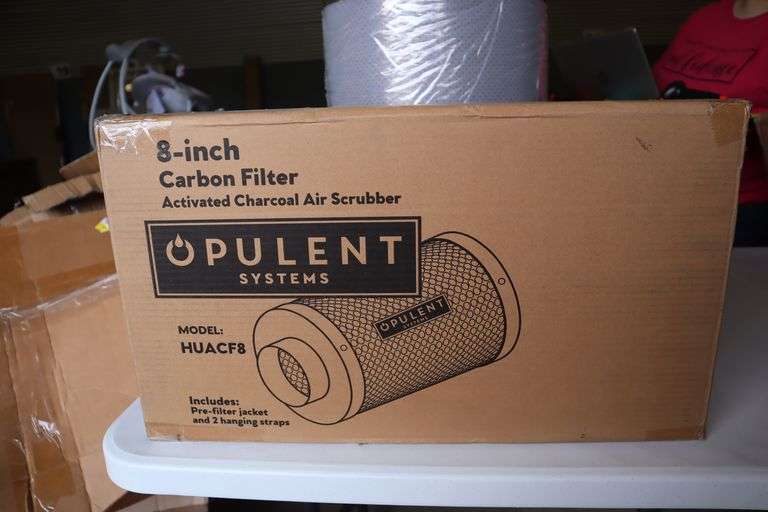 8-inch
Carbon Filter
Activated Charcoal Air Scrubber
OPULENT
SYSTEMS
OPULENT
SYSTEMS
MODEL:
HUACF8
Includes:
Pre-filter jacket
and 2 hanging straps